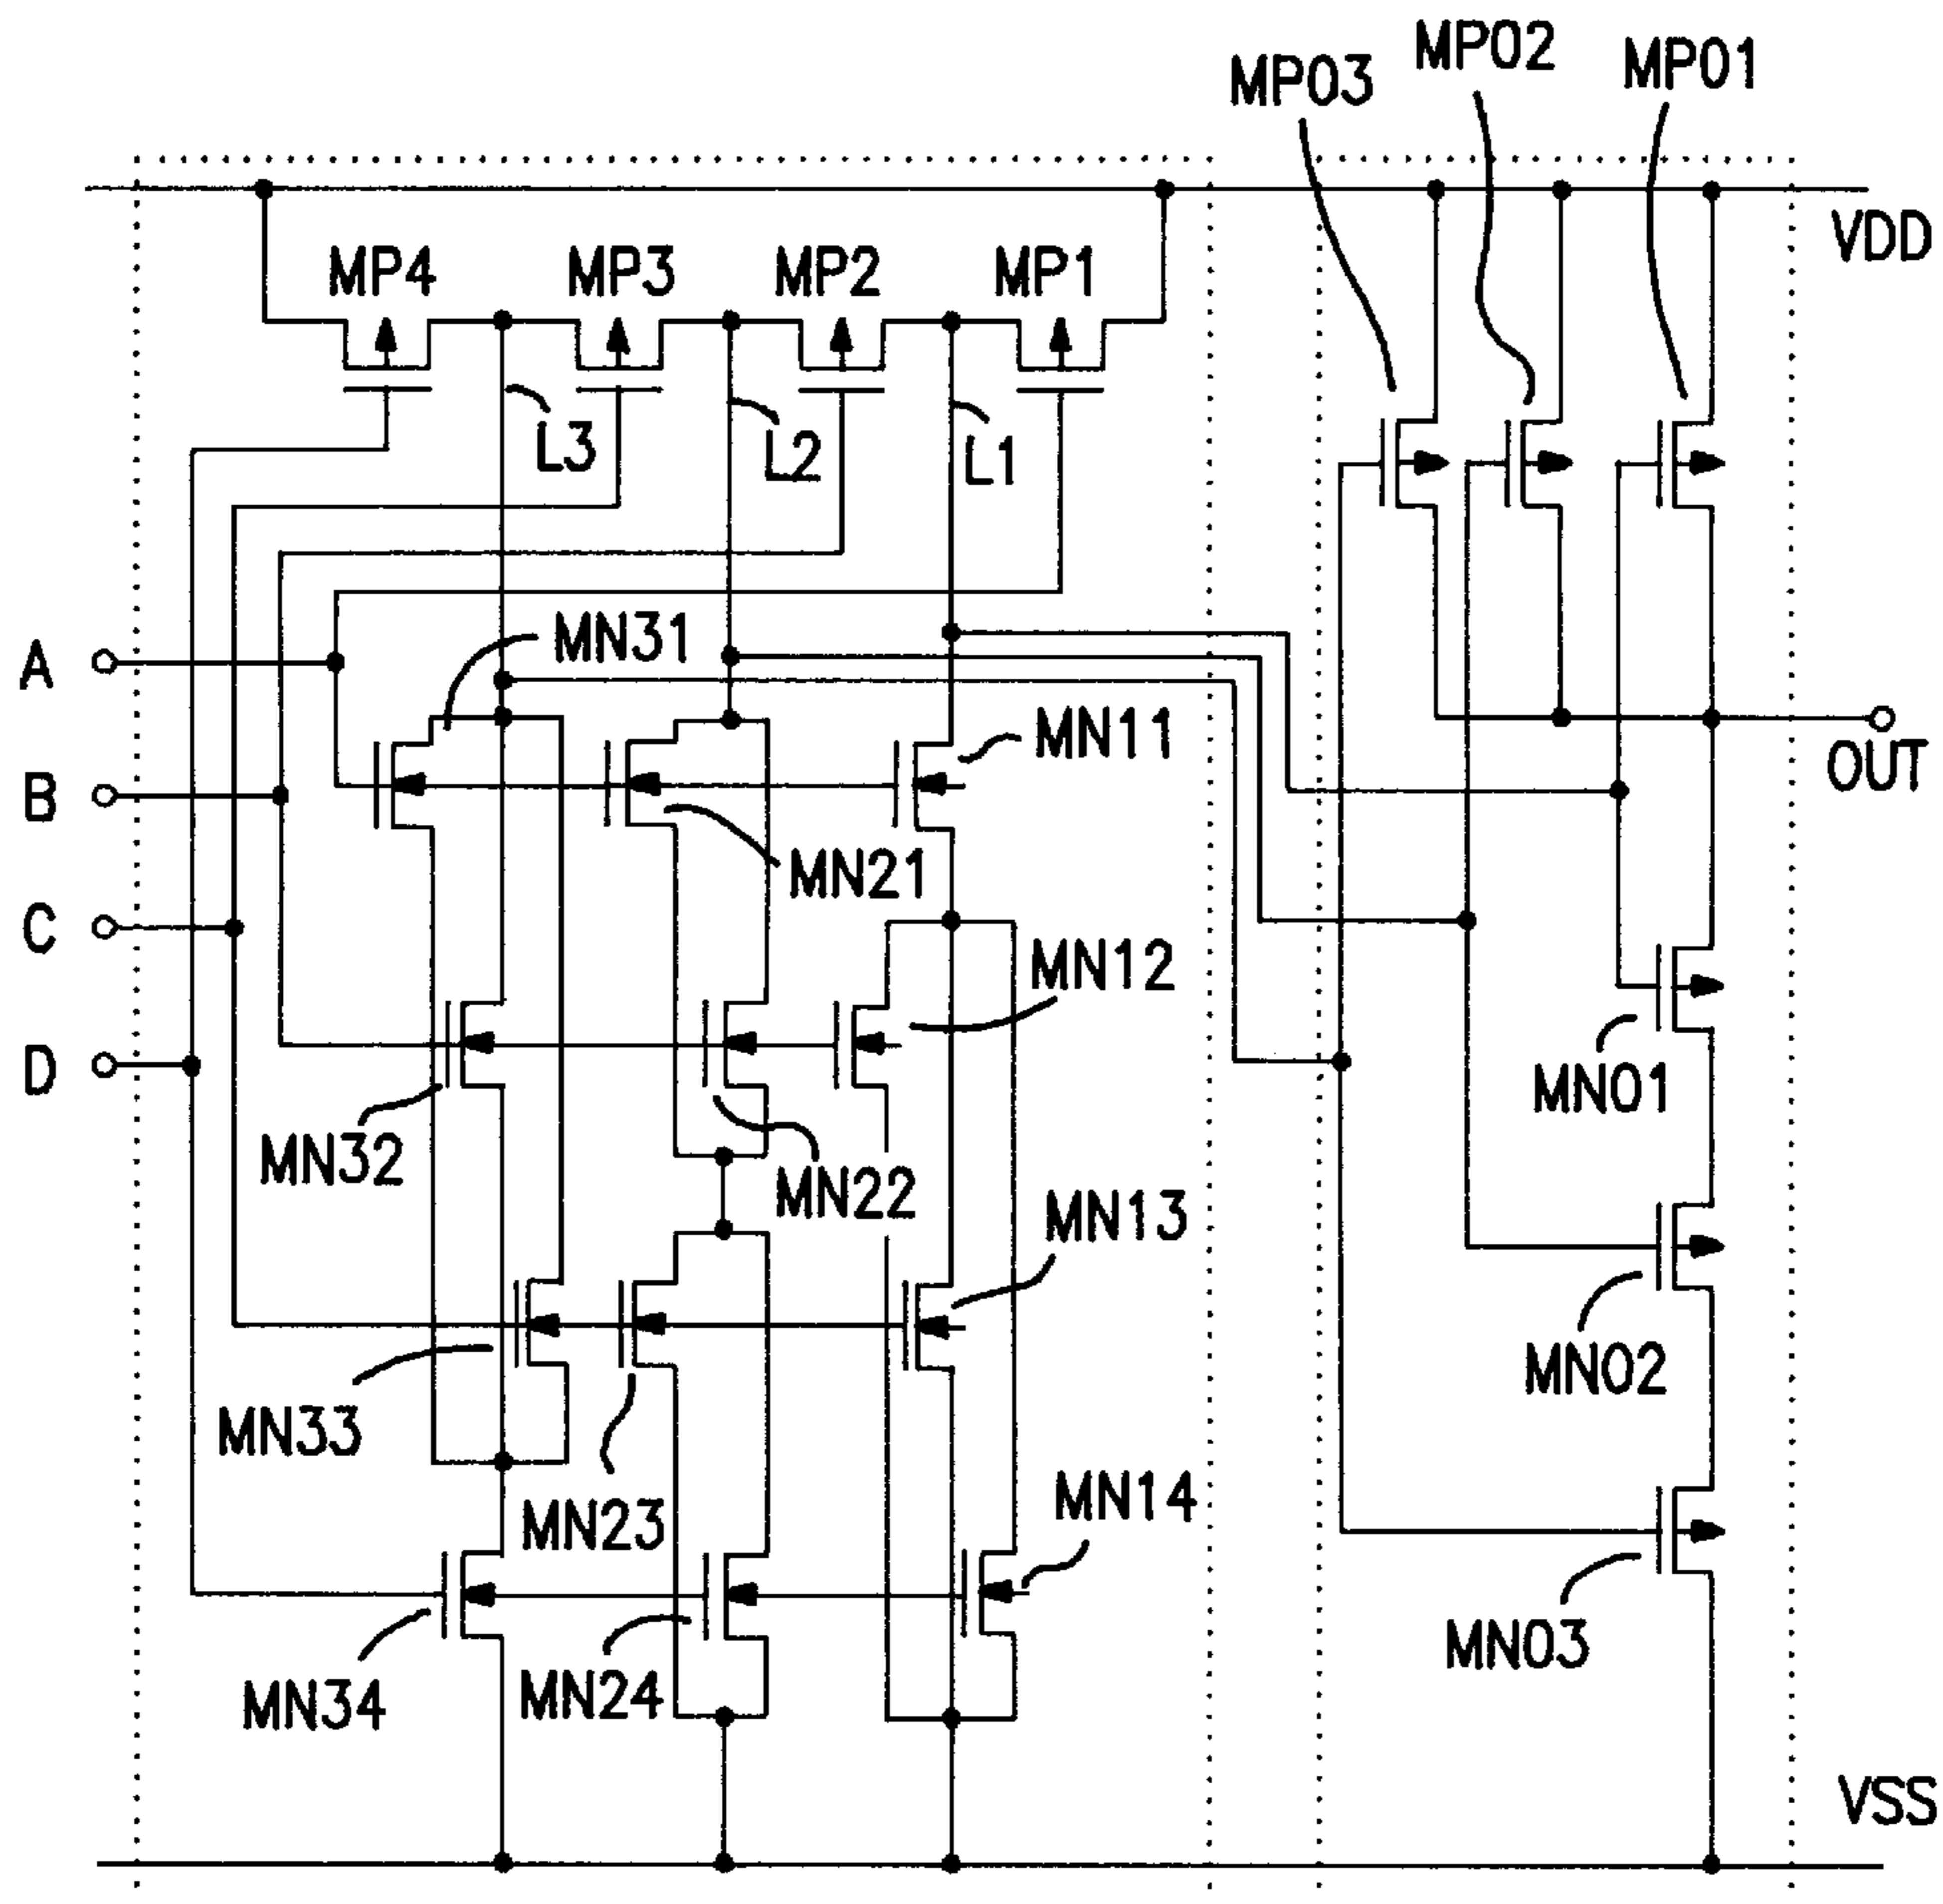 MP03
MP02
MP01
VDD
MP4
MP3
MP2
MP1
L3
L2
L1
A
MN31
MN11
OUT
B
MN21
C
MN12
D
MN01
MN32
MN22
MN13
MN02
MN33
MN23
MN14
MN03
MN34
MN24
VSS